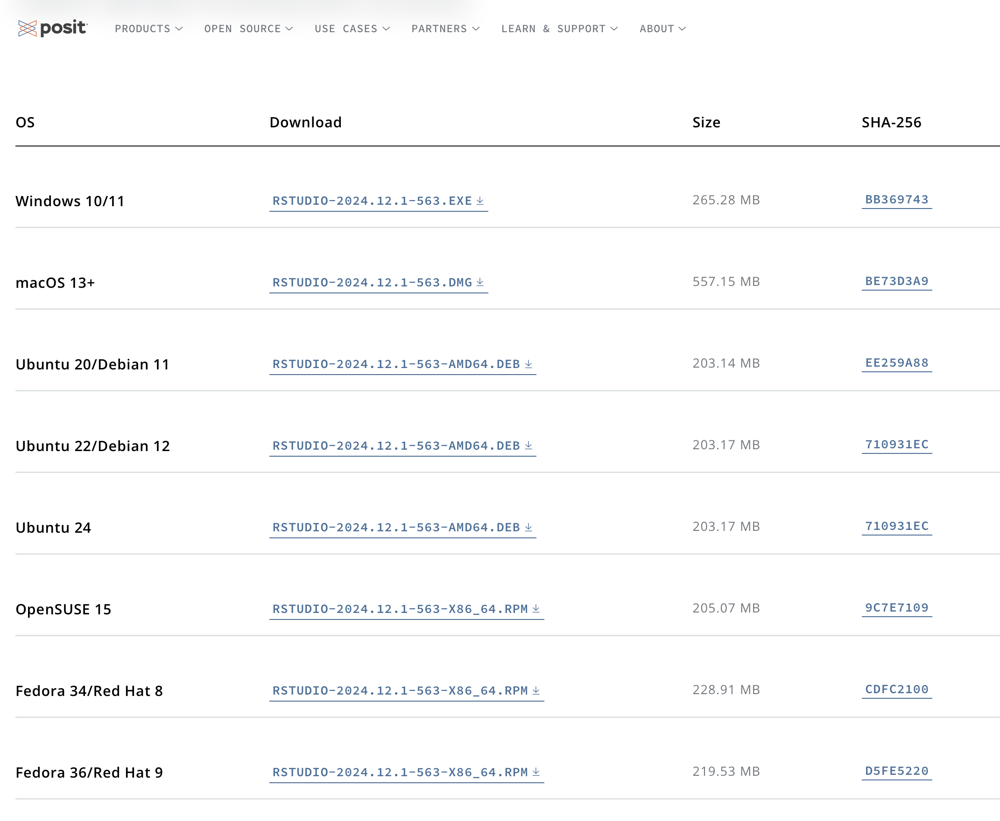 posit PRODUCTS OPEN SOURCE USE CASES PARTNERS LEARN & SUPPORT ABOUT
OS Download Size SHA-256
Windows 10/11 RSTUDIO-2024.12.1-563.EXE 265.28 MB BB369743
macOS 13+ RSTUDIO-2024.12.1-563.DMG 557.15 MB BE73D3A9
Ubuntu 20/Debian 11 RSTUDIO-2024.12.1-563-AMD64.DEB 203.14 MB EE259A88
Ubuntu 22/Debian 12 RSTUDIO-2024.12.1-563-AMD64.DEB 203.17 MB 710931EC
Ubuntu 24 RSTUDIO-2024.12.1-563-AMD64.DEB 203.17 MB 710931EC
OpenSUSE 15 RSTUDIO-2024.12.1-563-X86_64.RPM 205.07 MB 9C7E7109
Fedora 34/Red Hat 8 RSTUDIO-2024.12.1-563-X86_64.RPM 228.91 MB CDFC2100
Fedora 36/Red Hat 9 RSTUDIO-2024.12.1-563-X86_64.RPM 219.53 MB D5FE5220